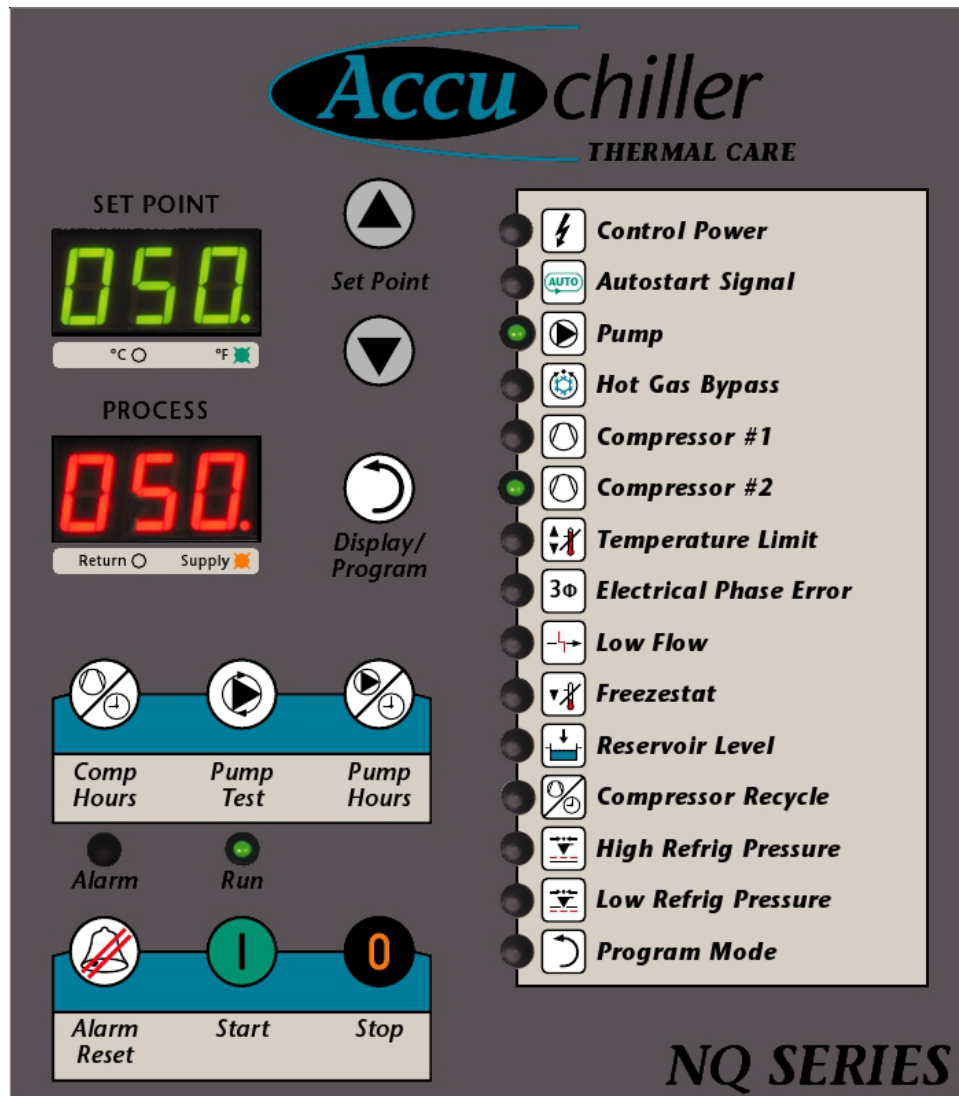 Accu chiller
THERMAL CARE
SET POINT
050.
°C °F
Set Point
PROCESS
050.
Return Supply
Display/
Program
Control Power
AUTO
Autostart Signal
Pump
Hot Gas Bypass
Compressor #1
Compressor #2
Temperature Limit
3Φ
Electrical Phase Error
Low Flow
Freezestat
Reservoir Level
Compressor Recycle
High Refrig Pressure
Low Refrig Pressure
Program Mode
Comp
Hours
Pump
Test
Pump
Hours
Alarm
Run
I
0
Alarm
Reset
Start
Stop
NQ SERIES